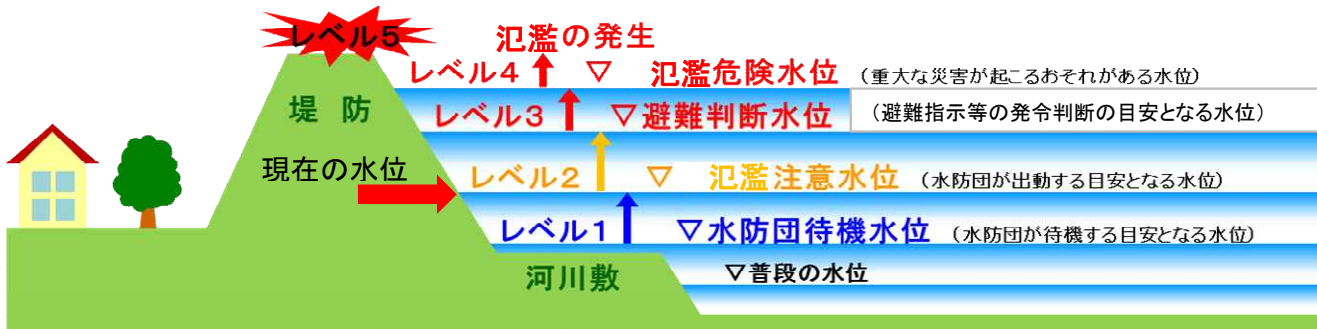 レベル5
氾濫の発生
レベル4 ▽ 氾濫危険水位 (重大な災害が起こるおそれがある水位)
堤 防
レベル3 ▽避難判断水位 (避難指示等の発令判断の目安となる水位)
現在の水位
レベル2 ▽ 氾濫注意水位 (水防団が出動する目安となる水位)
レベル1 ▽水防団待機水位 (水防団が待機する目安となる水位)
河川敷
▽普段の水位